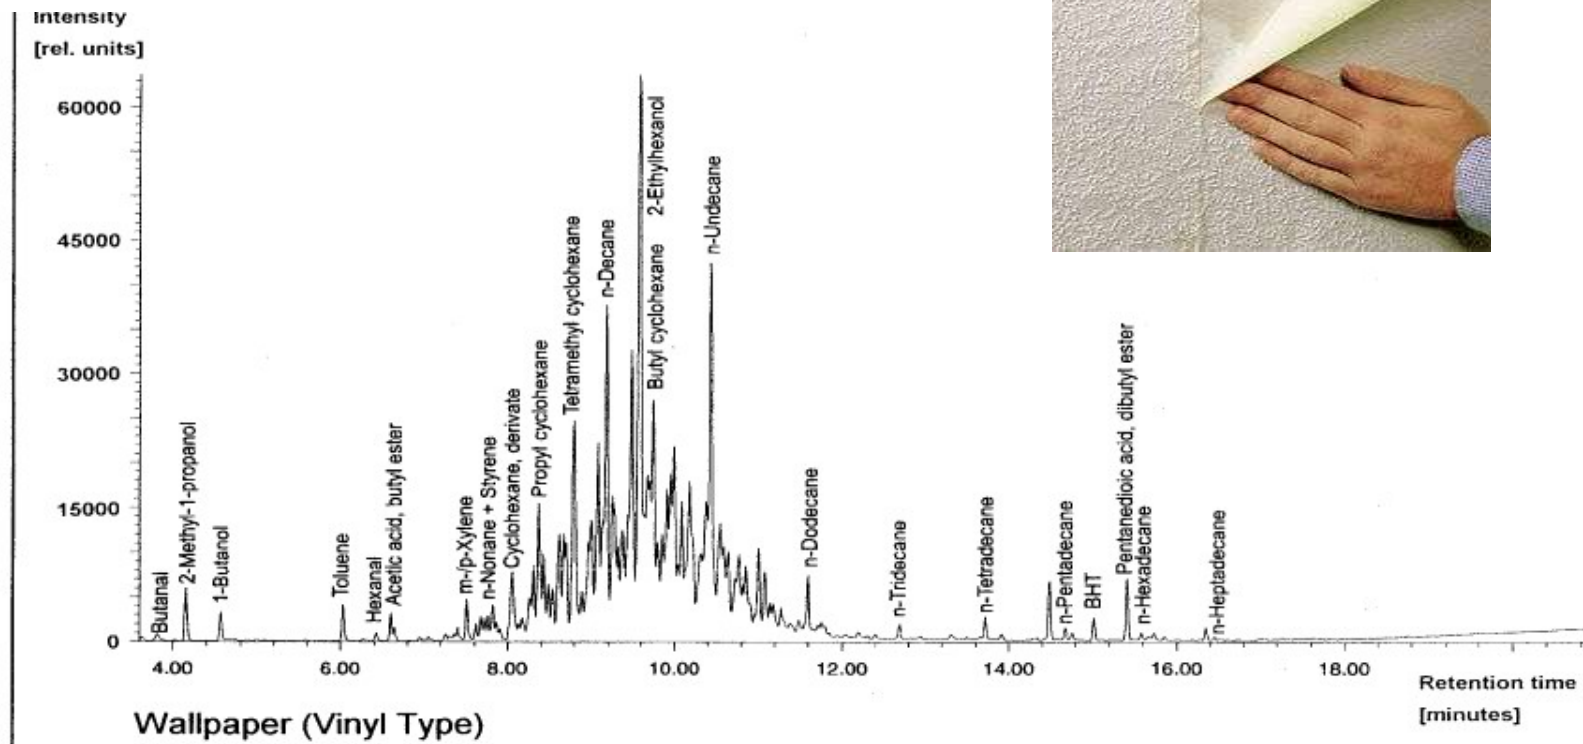 Intensity
[rel. units]
60000
45000
30000
15000
0
Butanal
2-Methyl-1-propanol
1-Butanol
Toluene
Hexanal
Acetic acid, butyl ester
m-/p-Xylene
n-Nonane + Styrene
Cyclohexane, derivate
Propyl cyclohexane
Tetramethyl cyclohexane
n-Decane
2-Ethylhexanol
Butyl cyclohexane
n-Undecane
n-Dodecane
n-Tridecane
n-Tetradecane
n-Pentadecane
BHT
Pentanedioic acid, dibutyl ester
n-Hexadecane
n-Heptadecane
4.00 6.00 8.00 10.00 12.00 14.00 16.00 18.00
Retention time
[minutes]
Wallpaper (Vinyl Type)